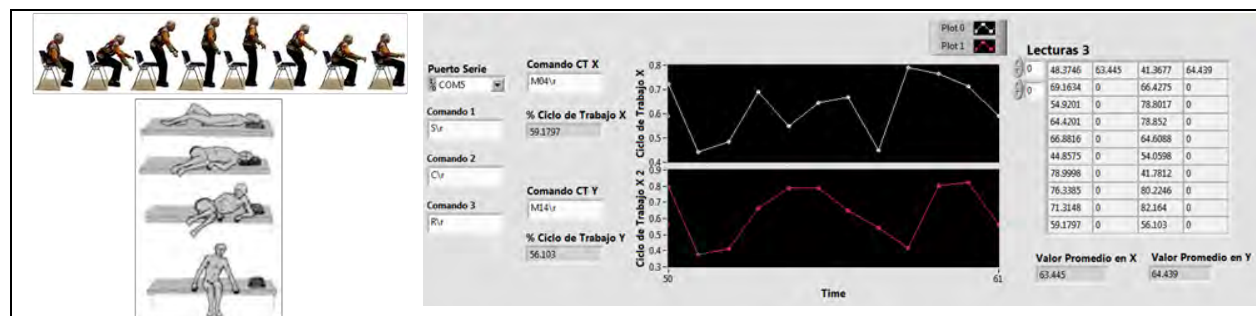 Puerto Serie
COM5
Comando 1
S\r
Comando 2
C\r
Comando 3
R\r
Comando CT X
M04\r
% Ciclo de Trabajo X
59.1797
Comando CT Y
M14\r
% Ciclo de Trabajo Y
56.103
Plot 0
Plot 1
Ciclo de Trabajo X
0.8
0.7
0.6
0.5
0.4
Ciclo de Trabajo X 2
0.9
0.8
0.7
0.6
0.5
0.4
0.3
50
61
Time
Lecturas 3
0
0
48.3746 63.445 41.3677 64.439
69.1634 0 66.4275 0
54.9201 0 78.8017 0
64.4201 0 78.852 0
66.8816 0 64.6088 0
44.8575 0 54.0598 0
78.9998 0 41.7812 0
76.3385 0 80.2246 0
71.3148 0 82.164 0
59.1797 0 56.103 0
Valor Promedio en X
63.445
Valor Promedio en Y
64.439